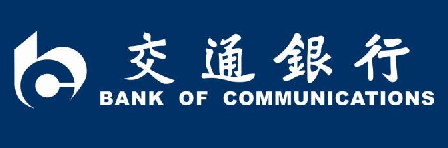 交通銀行
BANK OF COMMUNICATIONS